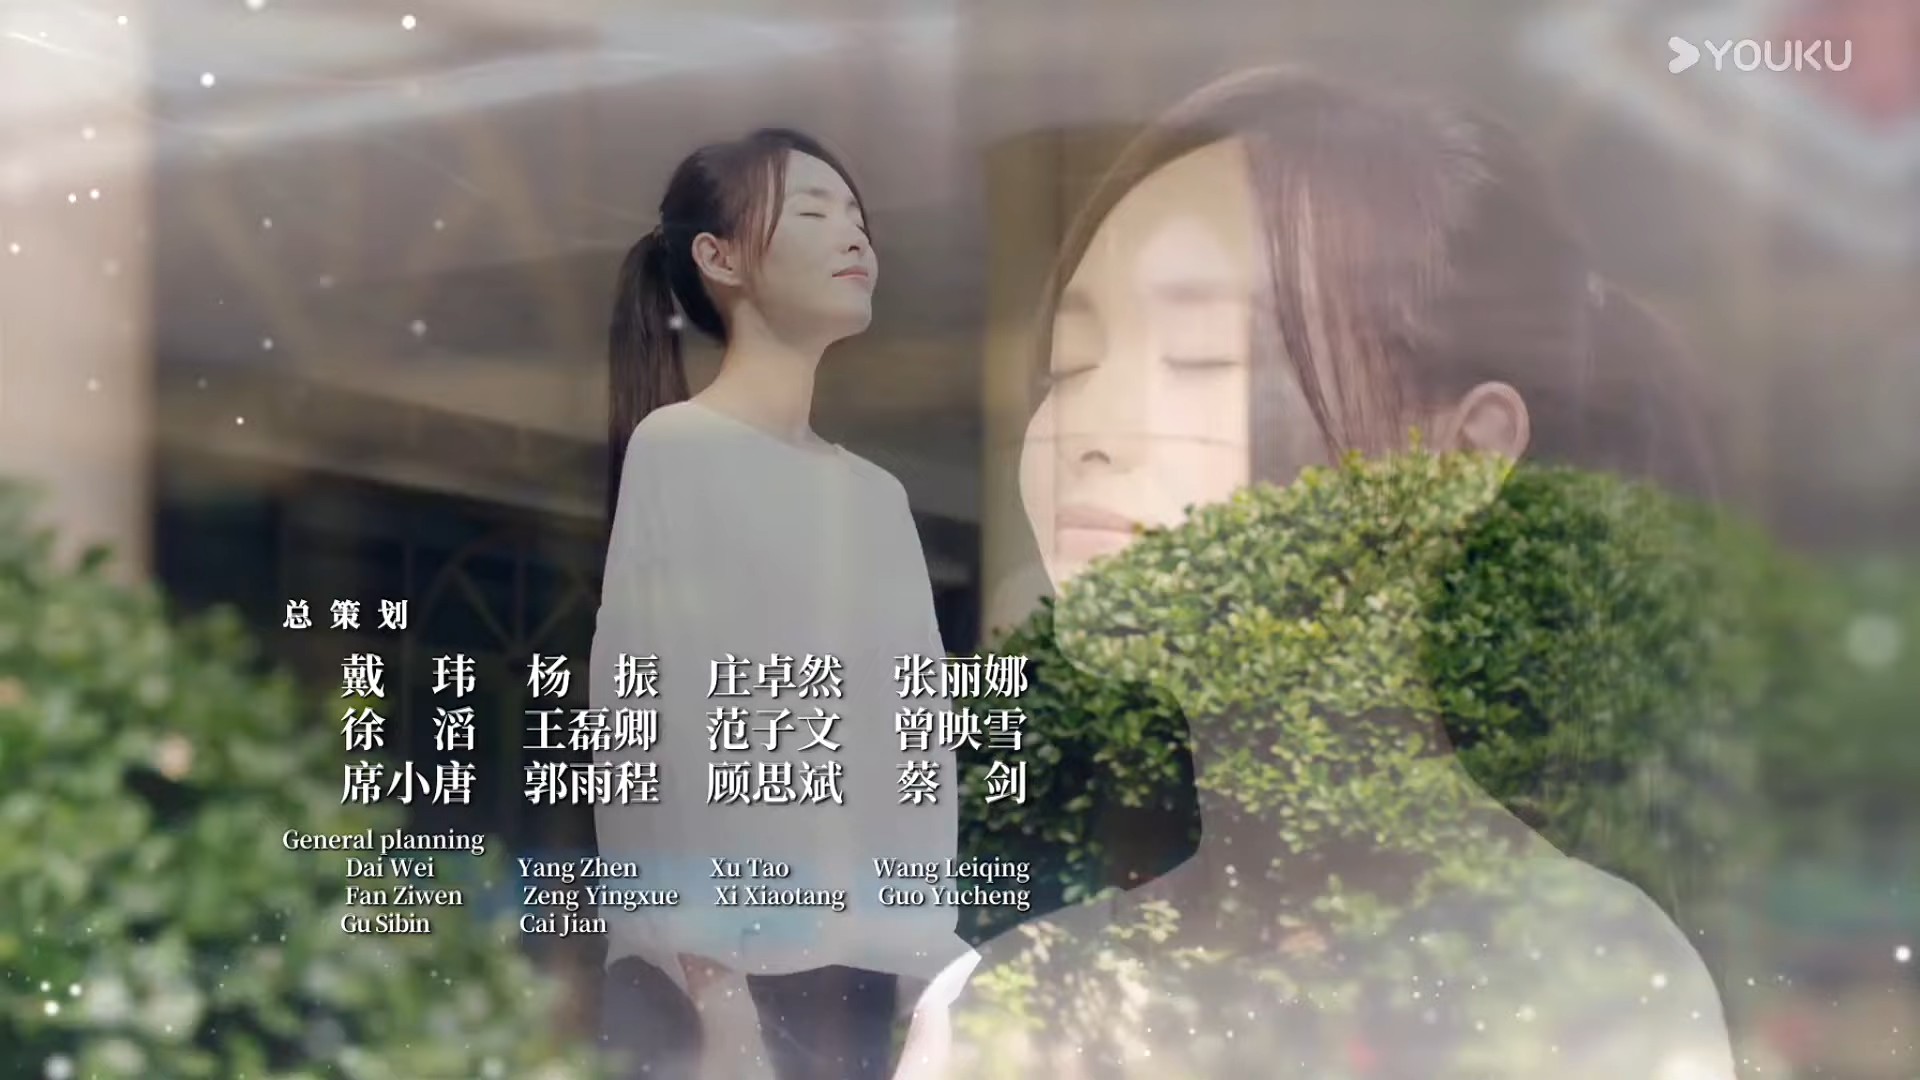 YOUKU
总策划
戴玮 杨振 庄卓然 张丽娜
徐滔 王磊卿 范子文 曾映雪
席小唐 郭雨程 顾思斌 蔡剑
General planning
Dai Wei Yang Zhen Xu Tao Wang Leiqing
Fan Ziwen Zeng Yingxue Xi Xiaotang Guo Yucheng
Gu Sibin Cai Jian